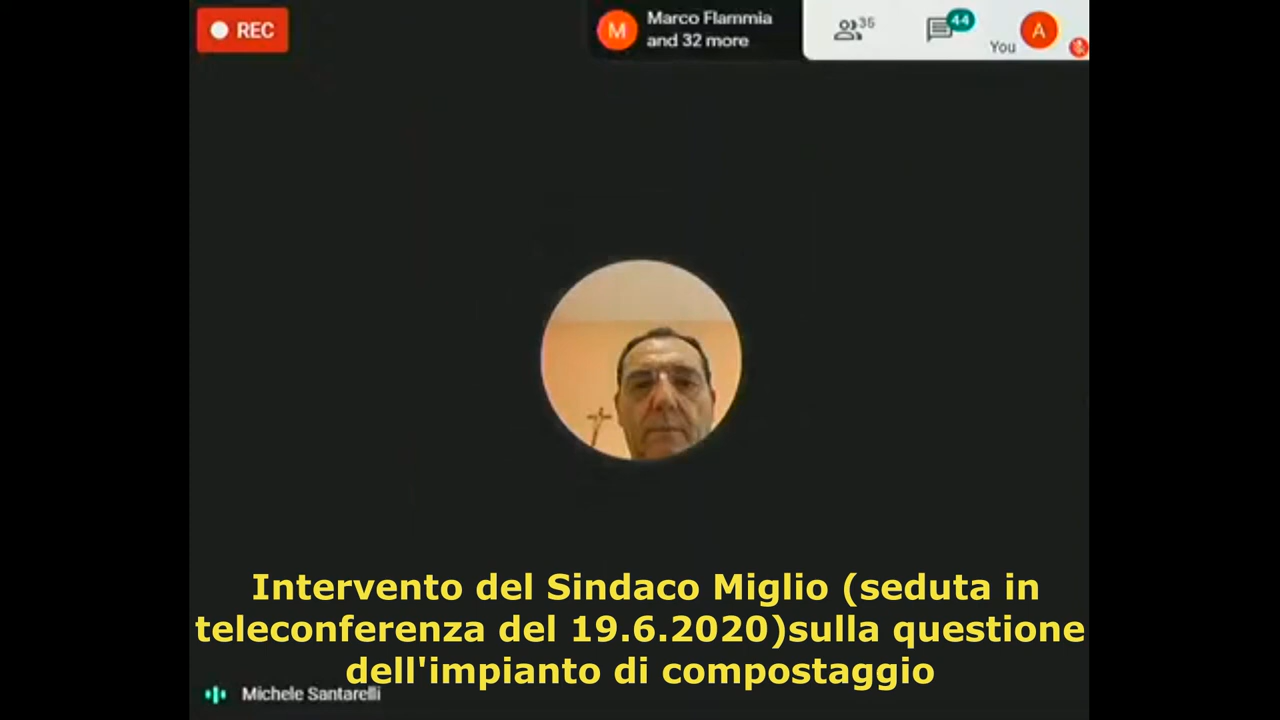 REC
Marco Flammia
and 32 more
M
35
44
You
A
Intervento del Sindaco Miglio (seduta in
teleconferenza del 19.6.2020)sulla questione
dell'impianto di compostaggio
Michele Santarelli